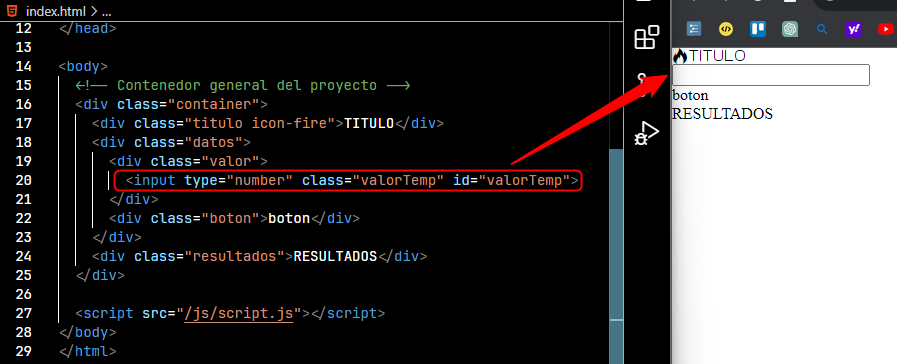 index.html > ...
12 </head>
13
14 <body>
15 <!-- Contenedor general del proyecto -->
16 <div class="container">
17 <div class="titulo icon-fire">TITULO</div>
18 <div class="datos">
19 <div class="valor">
20 <input type="number" class="valorTemp" id="valorTemp">
21 </div>
22 <div class="boton">boton</div>
23 </div>
24 <div class="resultados">RESULTADOS</div>
25 </div>
26
27 <script src="/js/script.js"></script>
28 </body>
29 </html>
TITULO
boton
RESULTADOS